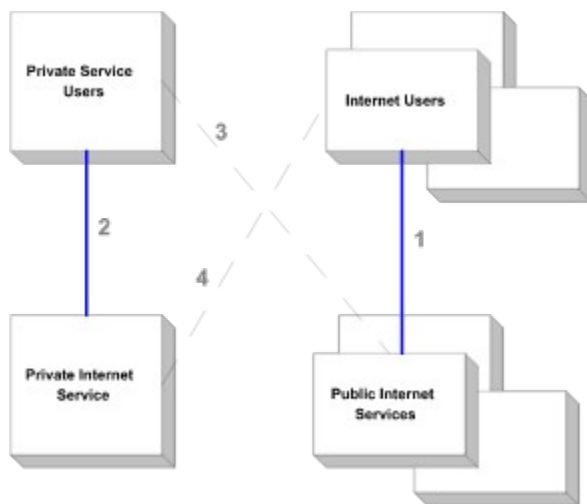 Private Service
Users
Internet Users
3
2
1
4
Private Internet
Service
Public Internet
Services